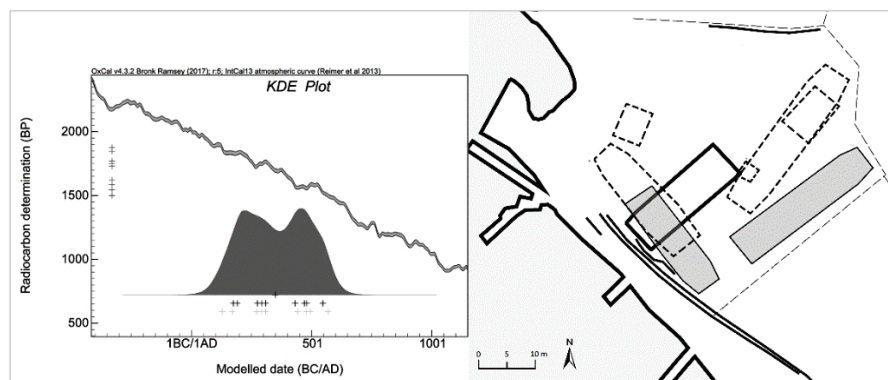 OxCal v4.3.2 Bronk Ramsey (2017); r:5; IntCal13 atmospheric curve (Reimer et al 2013)
KDE Plot
Radiocarbon determination (BP)
2000
1500
1000
500
1BC/1AD
501
1001
Modelled date (BC/AD)
0
5
10 m
N